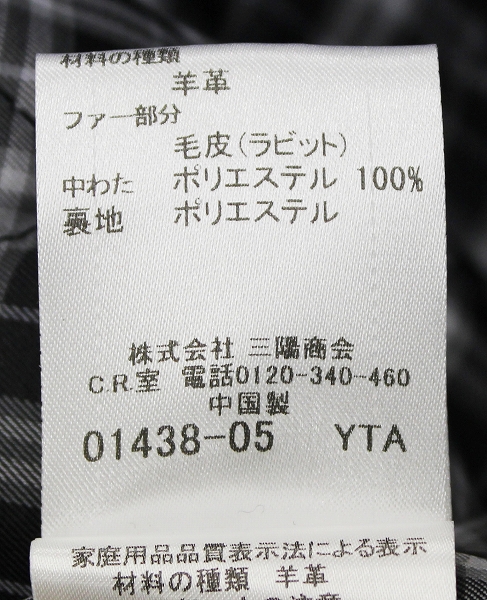 材料の種類
羊革
ファー部分
毛皮(ラビット)
中わた ポリエステル 100%
裏地 ポリエステル
株式会社 三陽商会
C.R.室 電話0120-340-460
中国製
01438-05 YTA
家庭用品品質表示法による表示
材料の種類 羊革